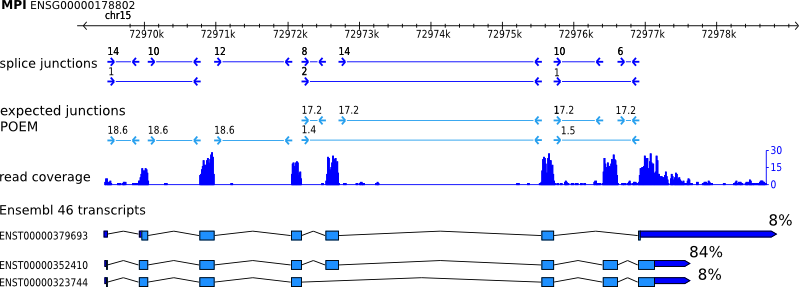 MPI ENSG00000178802
chr15
72970k 72971k 72972k 72973k 72974k 72975k 72976k 72977k 72978k
14 10 12 8 14 10 6
splice junctions
1 2 1
expected junctions
17.2 17.2 17.2 17.2
POEM
18.6 18.6 18.6 1.4 1.5
30
read coverage 15
0
Ensembl 46 transcripts
8%
ENST00000379693
84%
ENST00000352410
8%
ENST00000323744